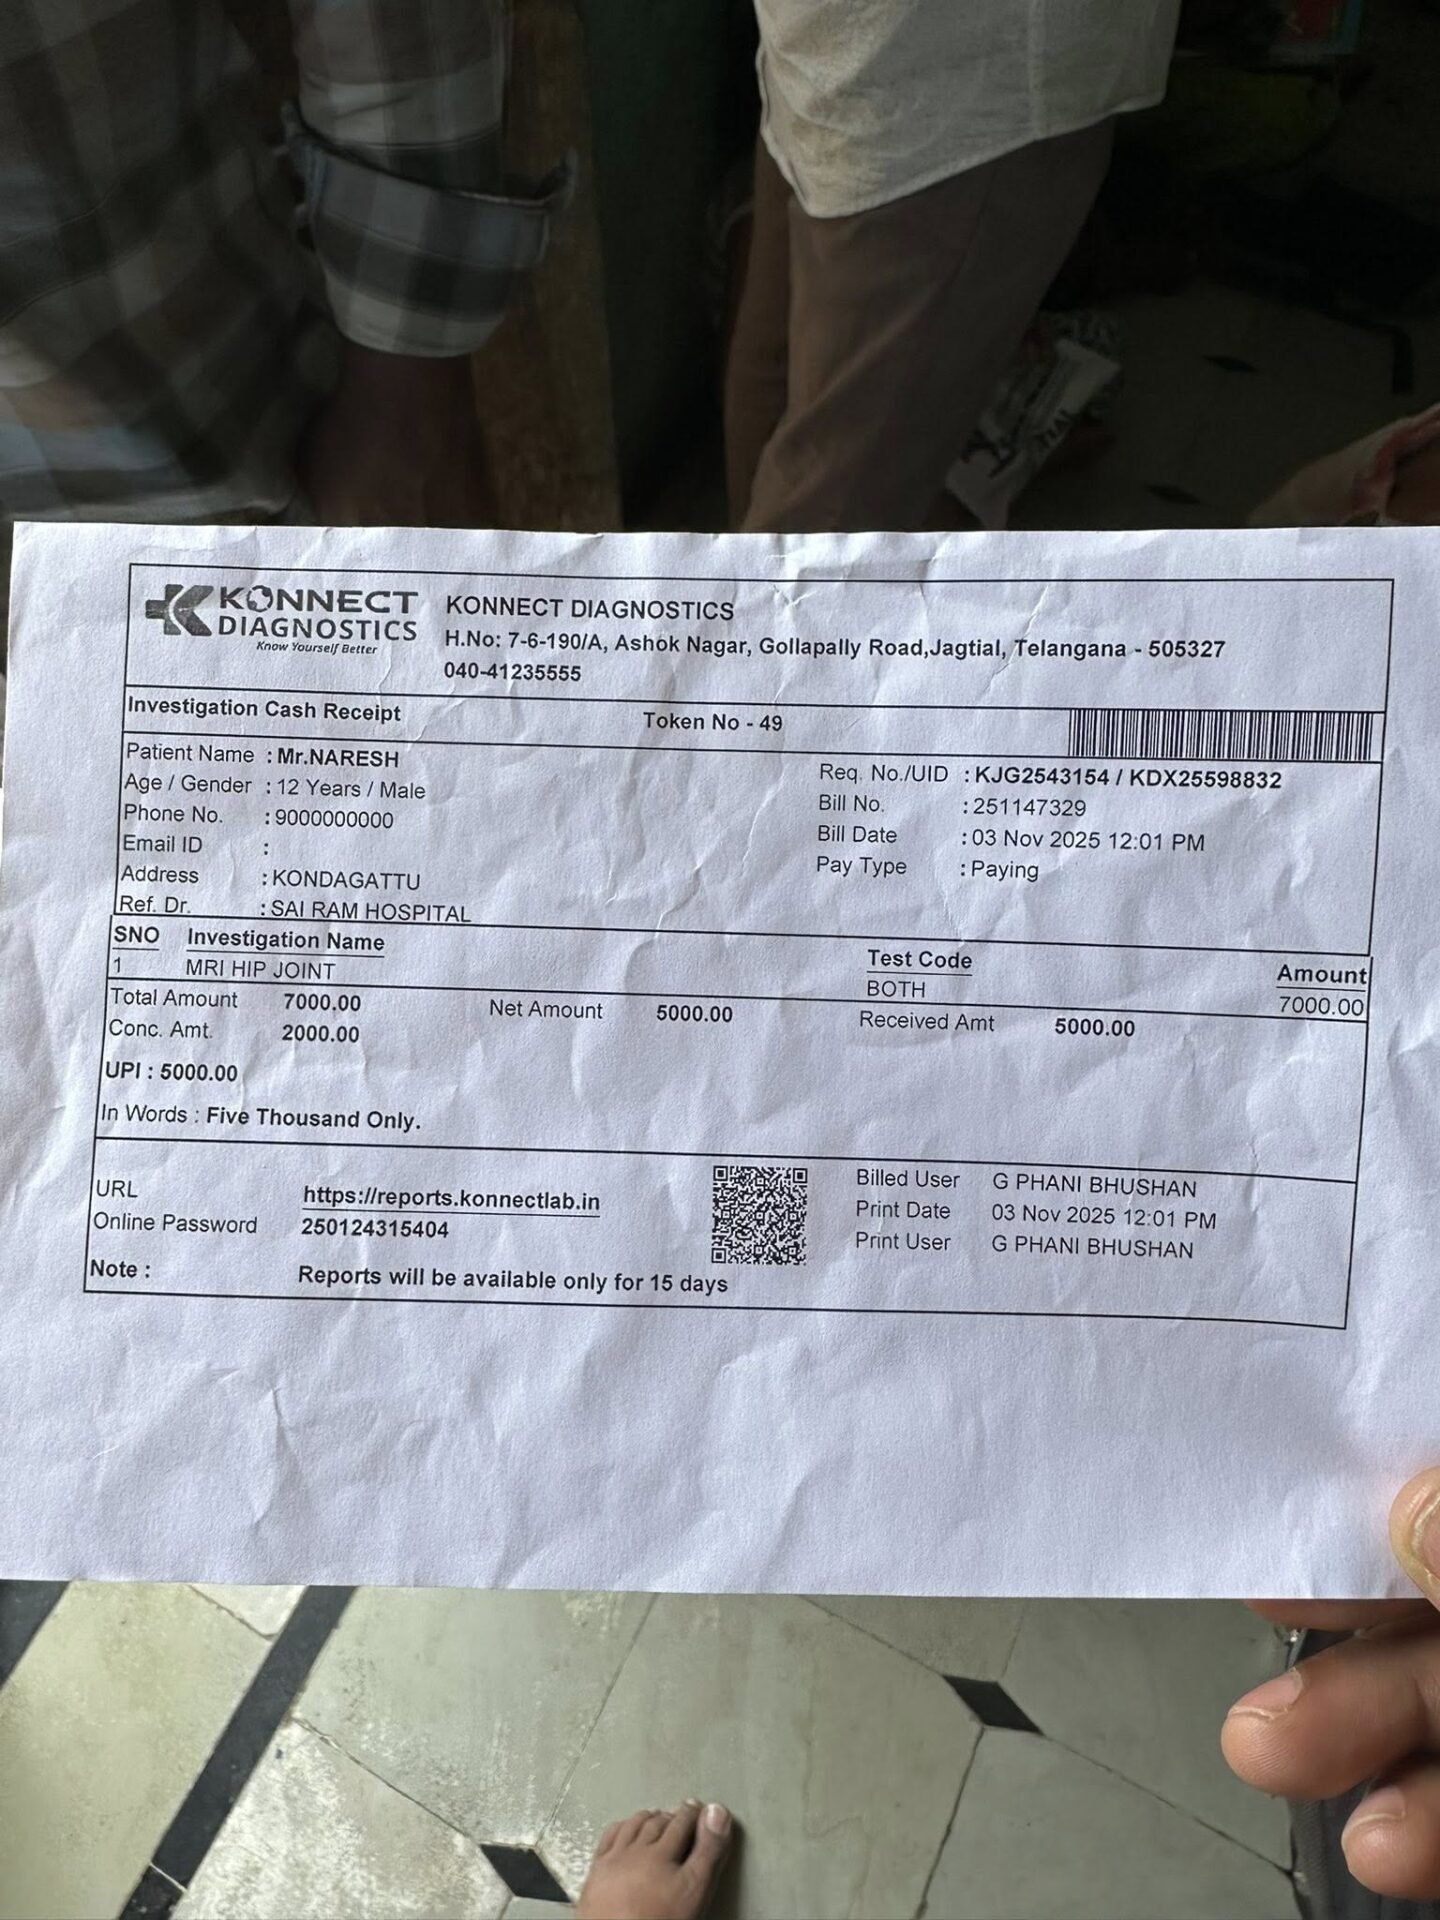 KONNECT
DIAGNOSTICS
Know Yourself Better
KONNECT DIAGNOSTICS
H.No: 7-6-190/A, Ashok Nagar, Gollapally Road,Jagtial, Telangana - 505327
040-41235555
Investigation Cash Receipt Token No - 49
Patient Name : Mr.NARESH Req. No./UID : KJG2543154 / KDX25598832
Age / Gender : 12 Years / Male Bill No. : 251147329
Phone No. : 9000000000 Bill Date : 03 Nov 2025 12:01 PM
Email ID : Pay Type : Paying
Address : KONDAGATTU
Ref. Dr. : SAI RAM HOSPITAL
SNO Investigation Name Test Code Amount
1 MRI HIP JOINT BOTH 7000.00
Total Amount 7000.00 Net Amount 5000.00 Received Amt 5000.00
Conc. Amt. 2000.00
UPI : 5000.00
In Words : Five Thousand Only.
URL https://reports.konnectlab.in Billed User G PHANI BHUSHAN
Online Password 250124315404 Print Date 03 Nov 2025 12:01 PM
Print User G PHANI BHUSHAN
Note : Reports will be available only for 15 days